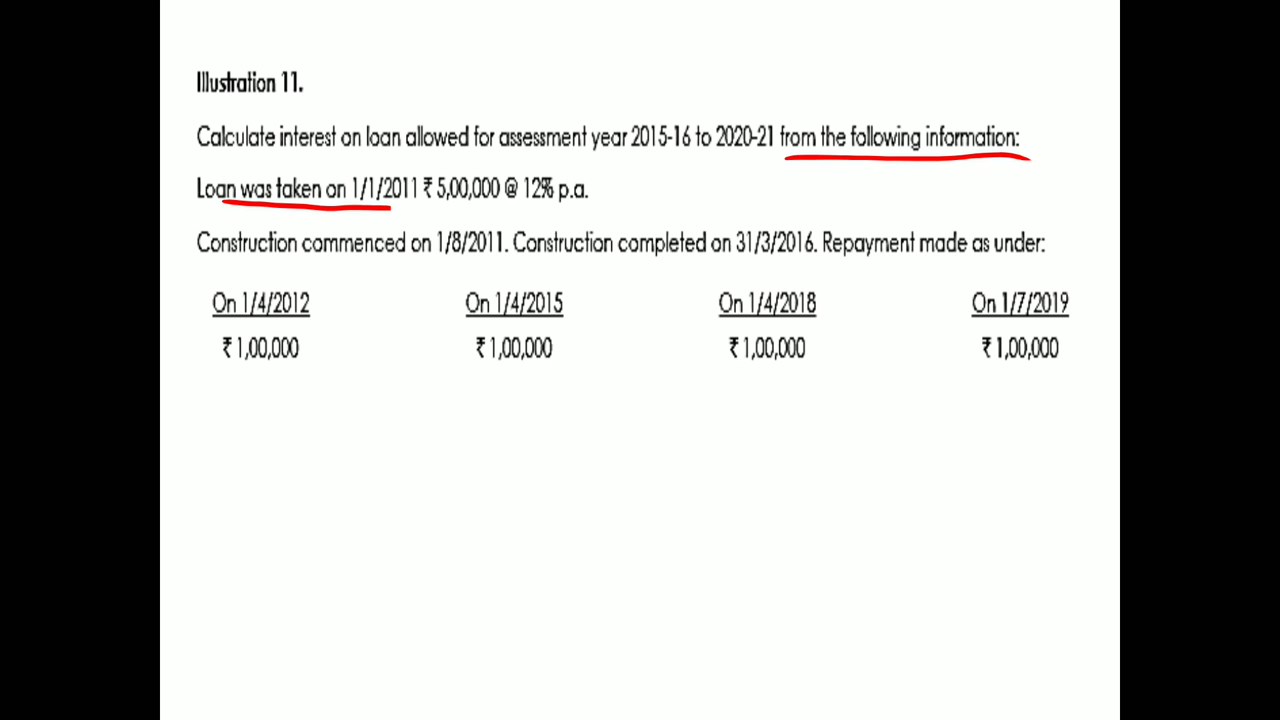 Illustration 11.
Calculate interest on loan allowed for assessment year 2015-16 to 2020-21 from the following information:
Loan was taken on 1/1/2011 ₹ 5,00,000 @ 12% p.a.
Construction commenced on 1/8/2011. Construction completed on 31/3/2016. Repayment made as under:
On 1/4/2012 On 1/4/2015 On 1/4/2018 On 1/7/2019
₹ 1,00,000 ₹ 1,00,000 ₹ 1,00,000 ₹ 1,00,000